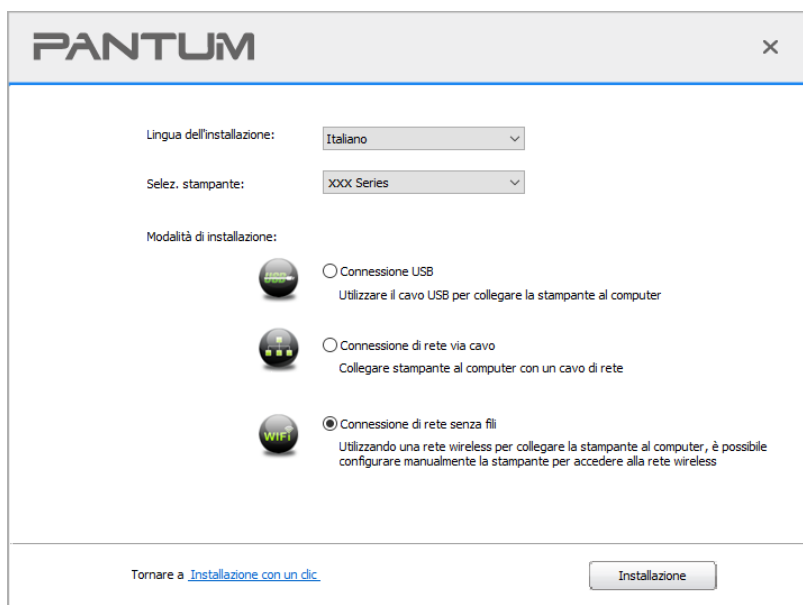 PANTUM
Lingua dell'installazione:
Italiano
Selez. stampante:
XXX Series
Modalità di installazione:
USB
Connessione USB
Utilizzare il cavo USB per collegare la stampante al computer
Connessione di rete via cavo
Collegare stampante al computer con un cavo di rete
WiFi
Connessione di rete senza fili
Utilizzando una rete wireless per collegare la stampante al computer, è possibile
configurare manualmente la stampante per accedere alla rete wireless
Tornare a Installazione con un clic
Installazione